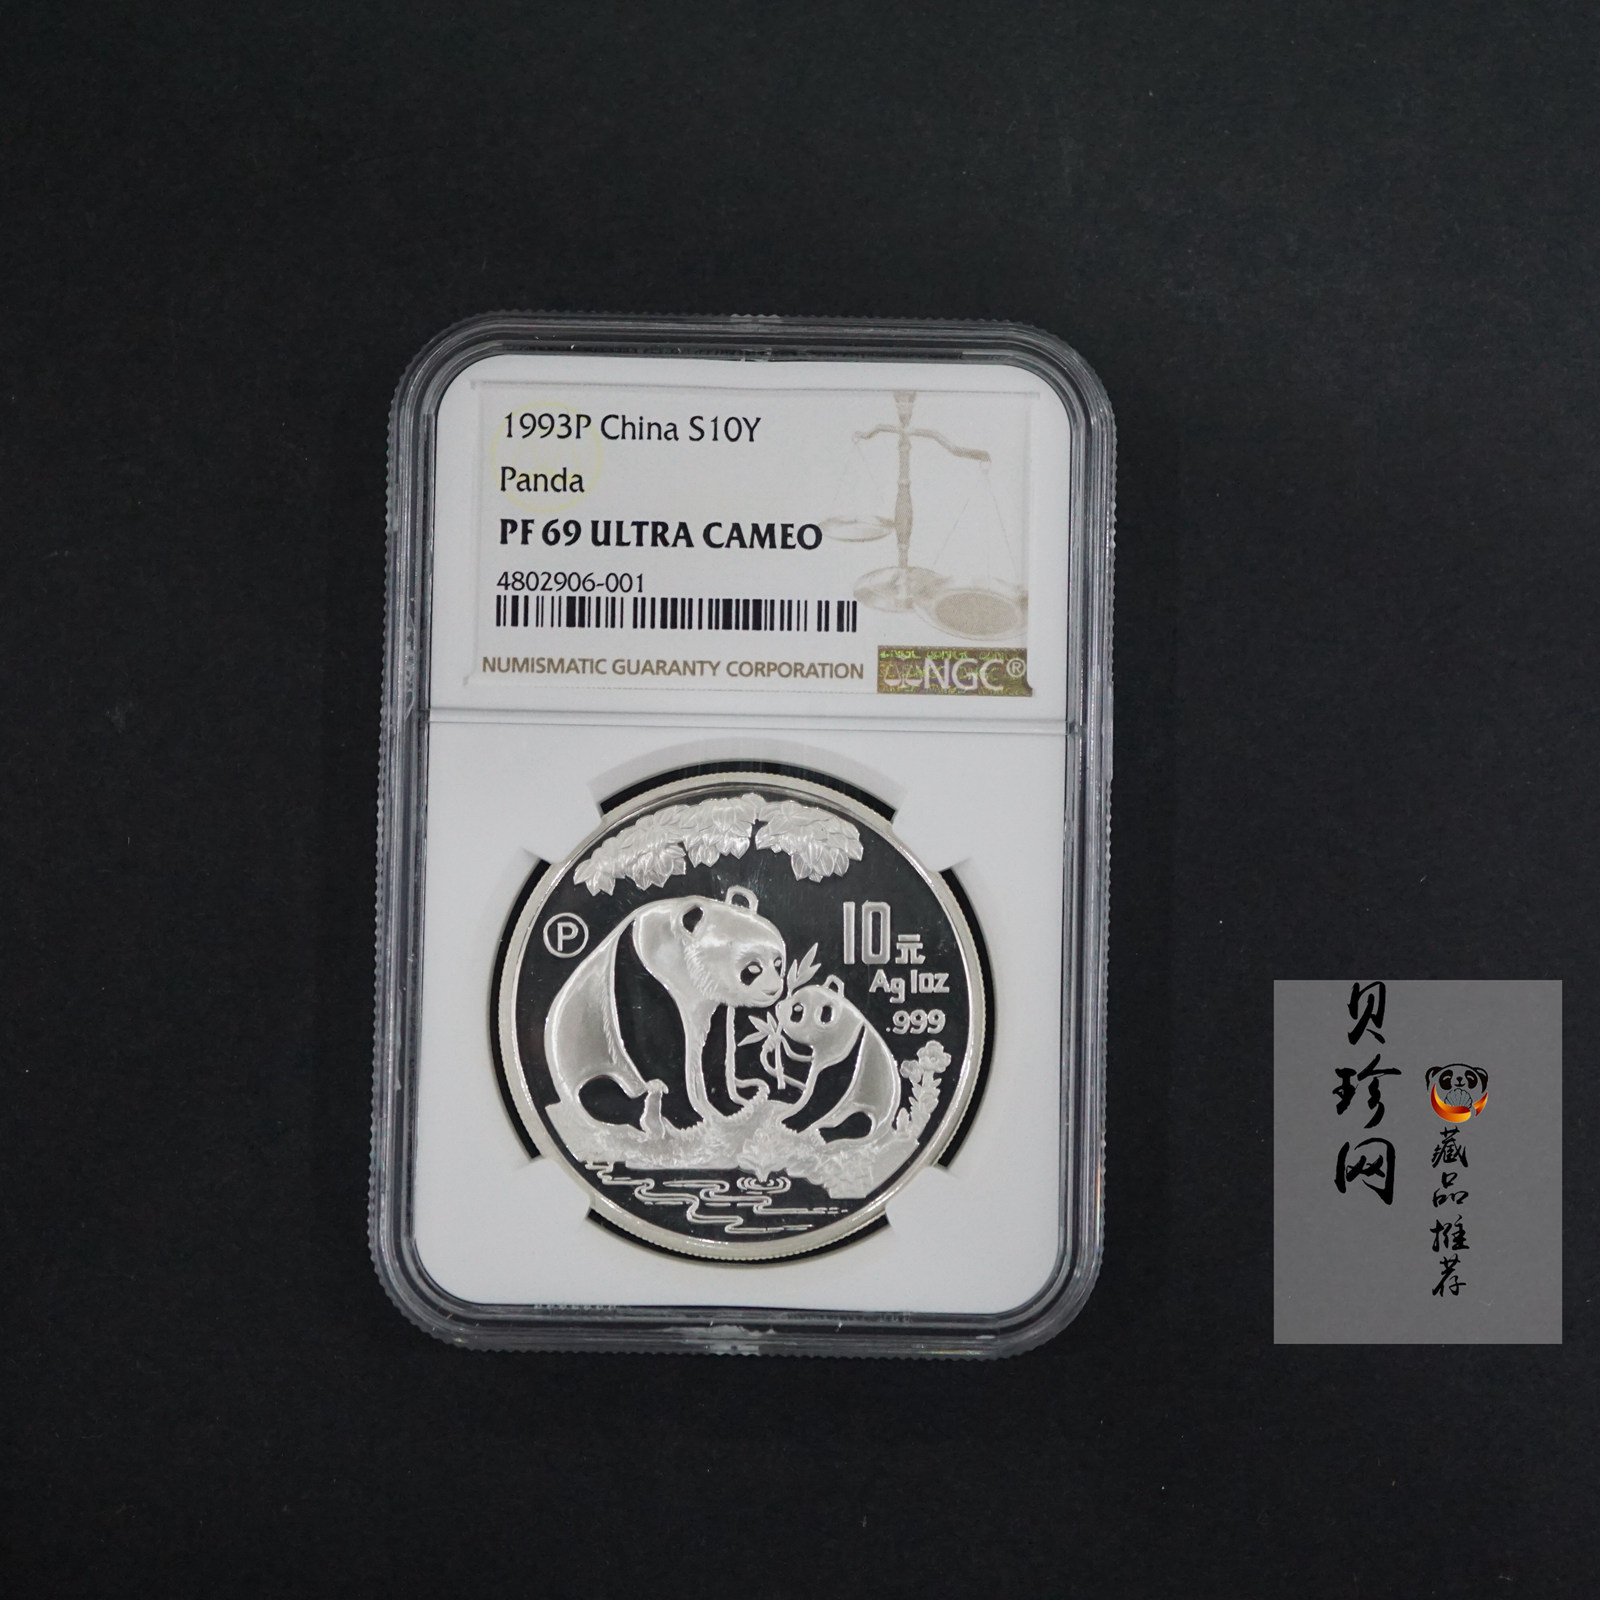 1993P China S10Y
Panda
PF 69 ULTRA CAMEO
4802906-001
NUMISMATIC GUARANTY CORPORATION
NGC®
P
10元
Ag 1oz
.999
贝珍网
藏品推荐